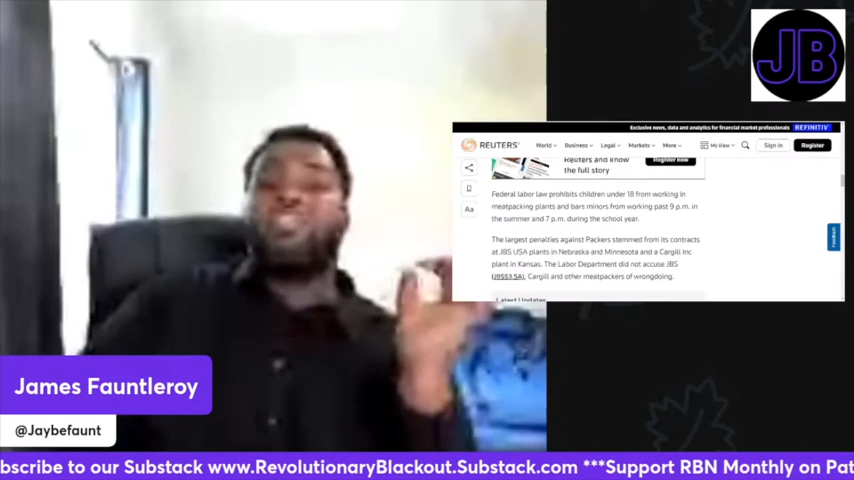 JB
Exclusive news, data and analytics for financial market professionals REFINITIV
REUTERS® World Business Legal Markets More My View Sign In Register
Reuters and know
the full story
Register now
Federal labor law prohibits children under 18 from working in
Aa
meatpacking plants and bars minors from working past 9 p.m. in
the summer and 7 p.m. during the school year.
Feedback
The largest penalties against Packers stemmed from its contracts
at JBS USA plants in Nebraska and Minnesota and a Cargill Inc
plant in Kansas. The Labor Department did not accuse JBS
(JBSS3.SA), Cargill and other meatpackers of wrongdoing.
Latest Updates
James Fauntleroy
@Jaybefaunt
bscribe to our Substack www.RevolutionaryBlackout.Substack.com ***Support RBN Monthly on Pat